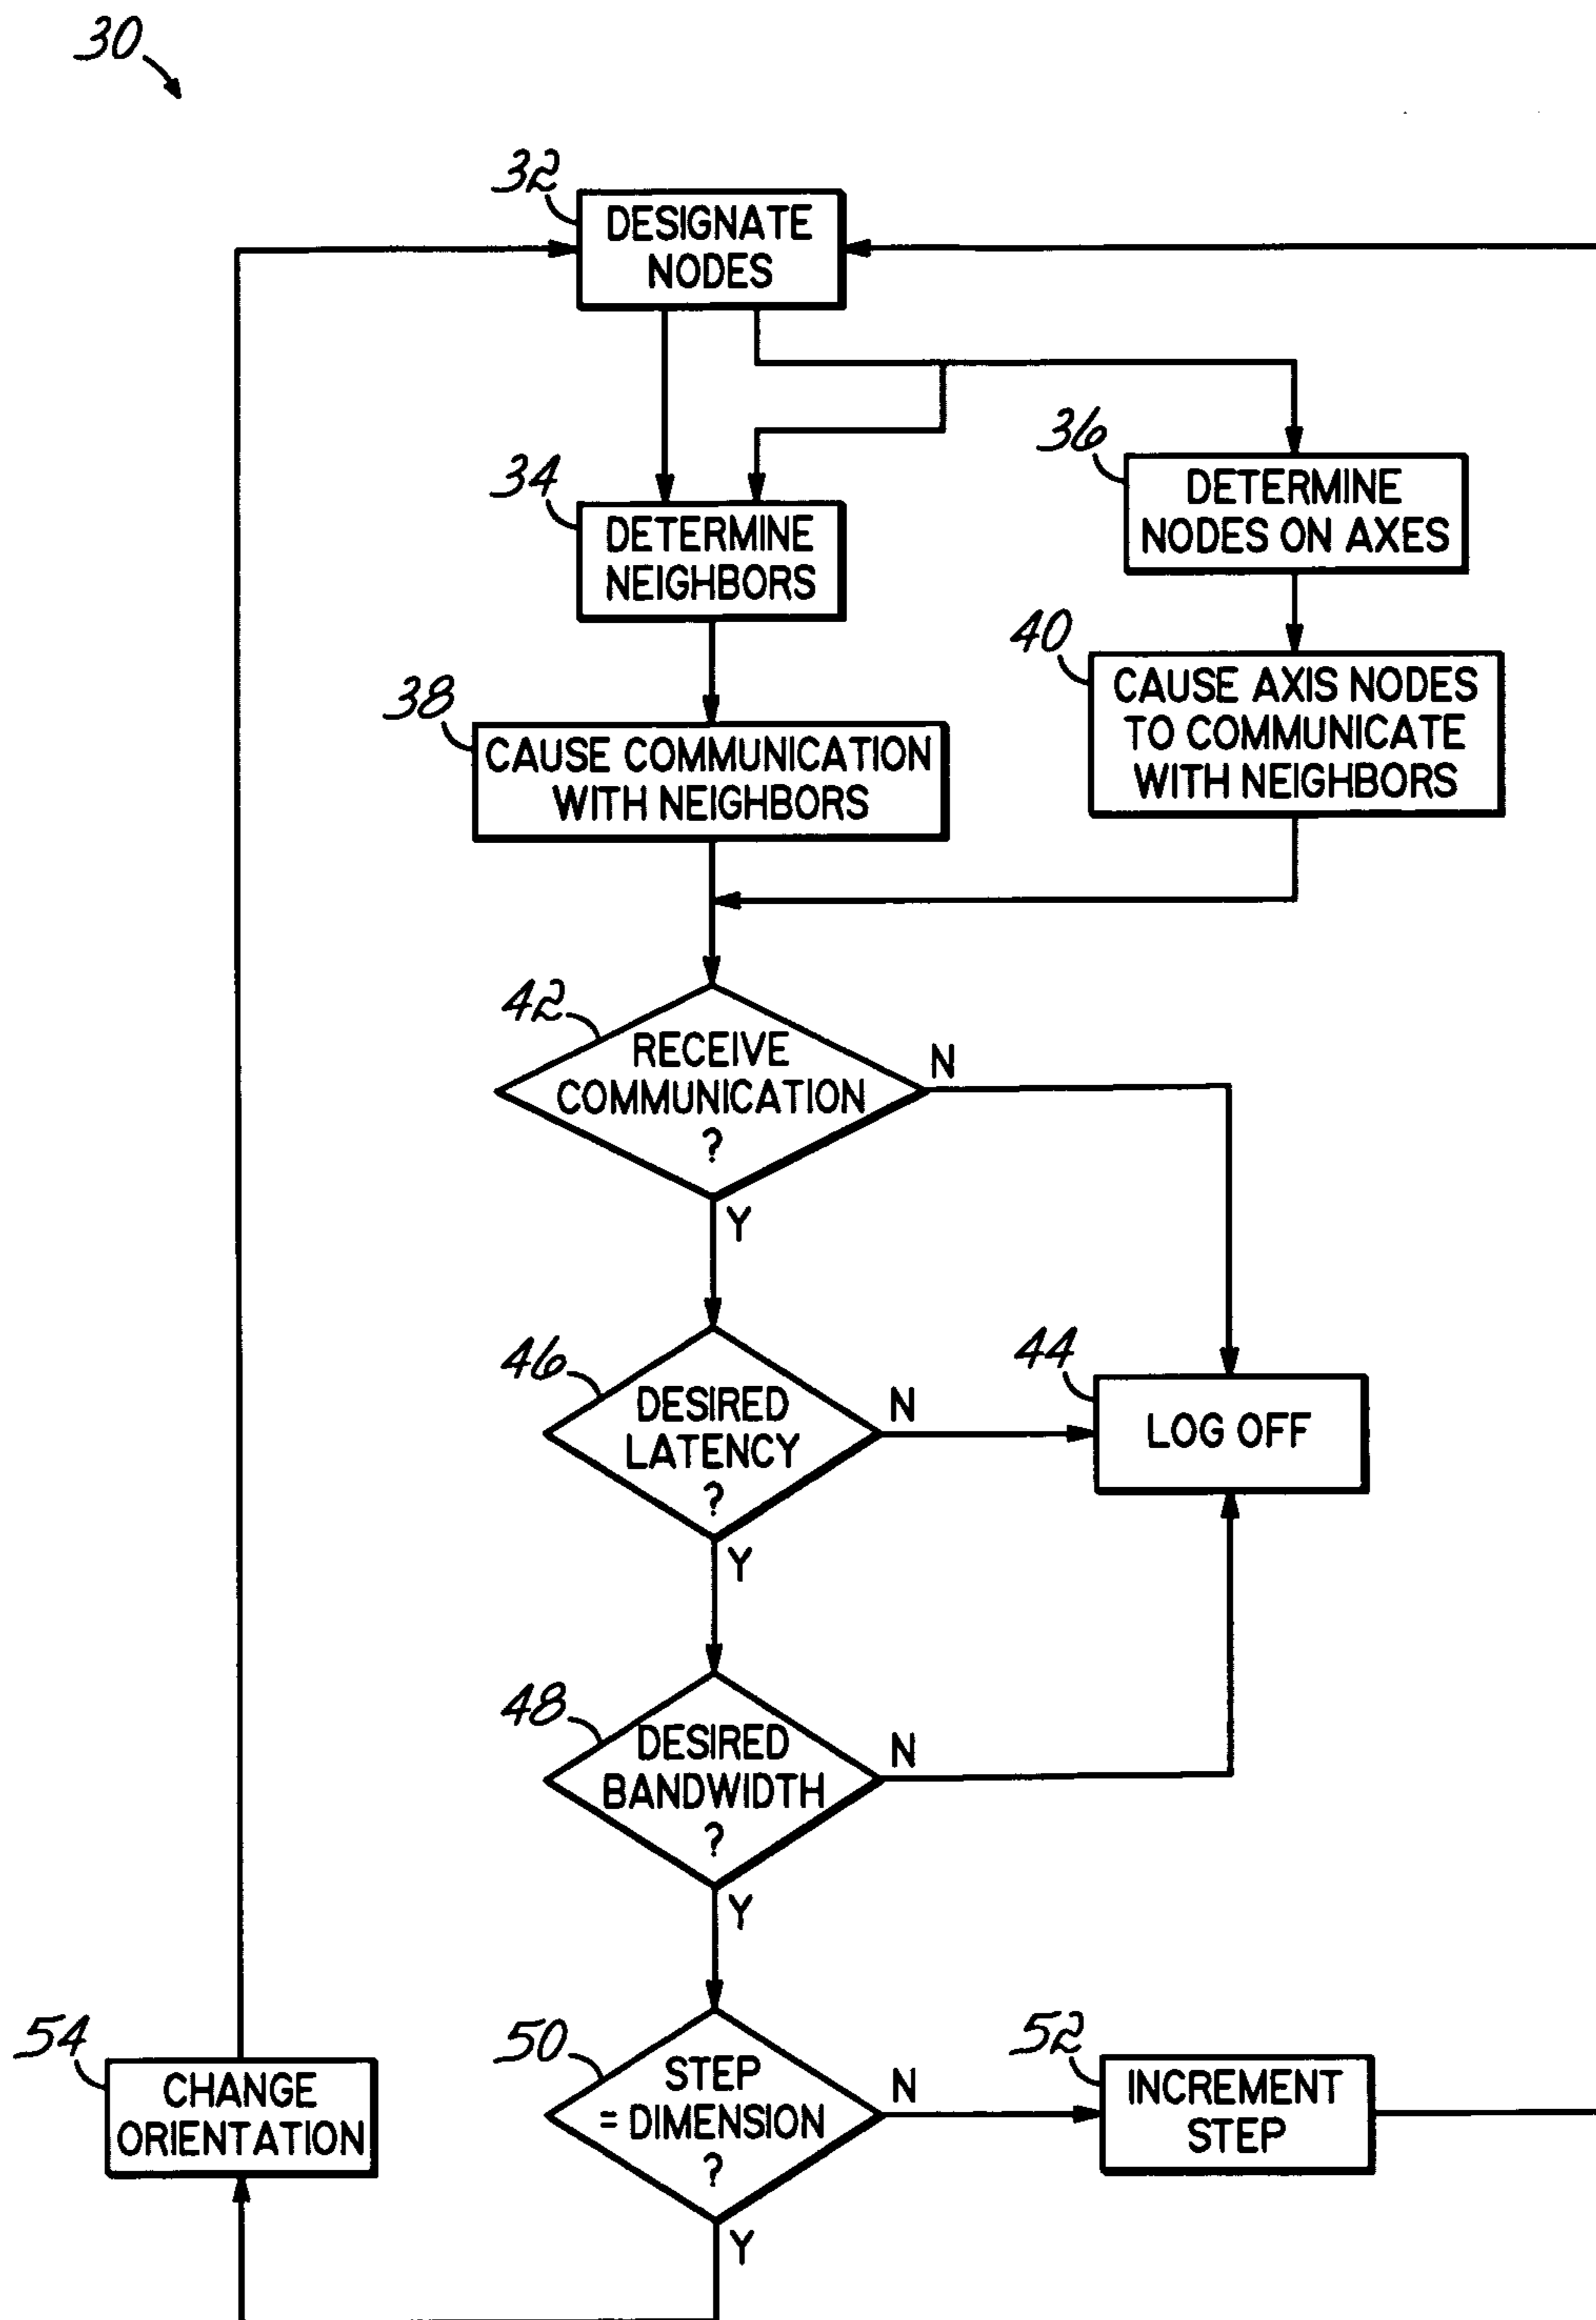 30
32
DESIGNATE
NODES
34
DETERMINE
NEIGHBORS
36
DETERMINE
NODES ON AXES
38
CAUSE COMMUNICATION
WITH NEIGHBORS
40
CAUSE AXIS NODES
TO COMMUNICATE
WITH NEIGHBORS
42
RECEIVE
COMMUNICATION
?
N
Y
46
DESIRED
LATENCY
?
N
Y
44
LOG OFF
48
DESIRED
BANDWIDTH
?
N
Y
50
STEP
= DIMENSION
?
N
Y
52
INCREMENT
STEP
54
CHANGE
ORIENTATION